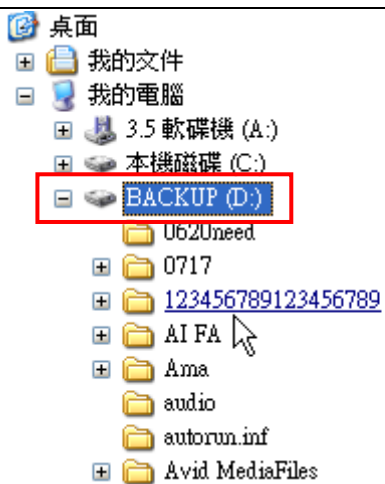 桌面
我的文件
我的電腦
3.5 軟碟機 (A:)
本機磁碟 (C:)
BACKUP (D:)
0620need
0717
123456789123456789
AI FA
Ama
audio
autorun.inf
Avid MediaFiles